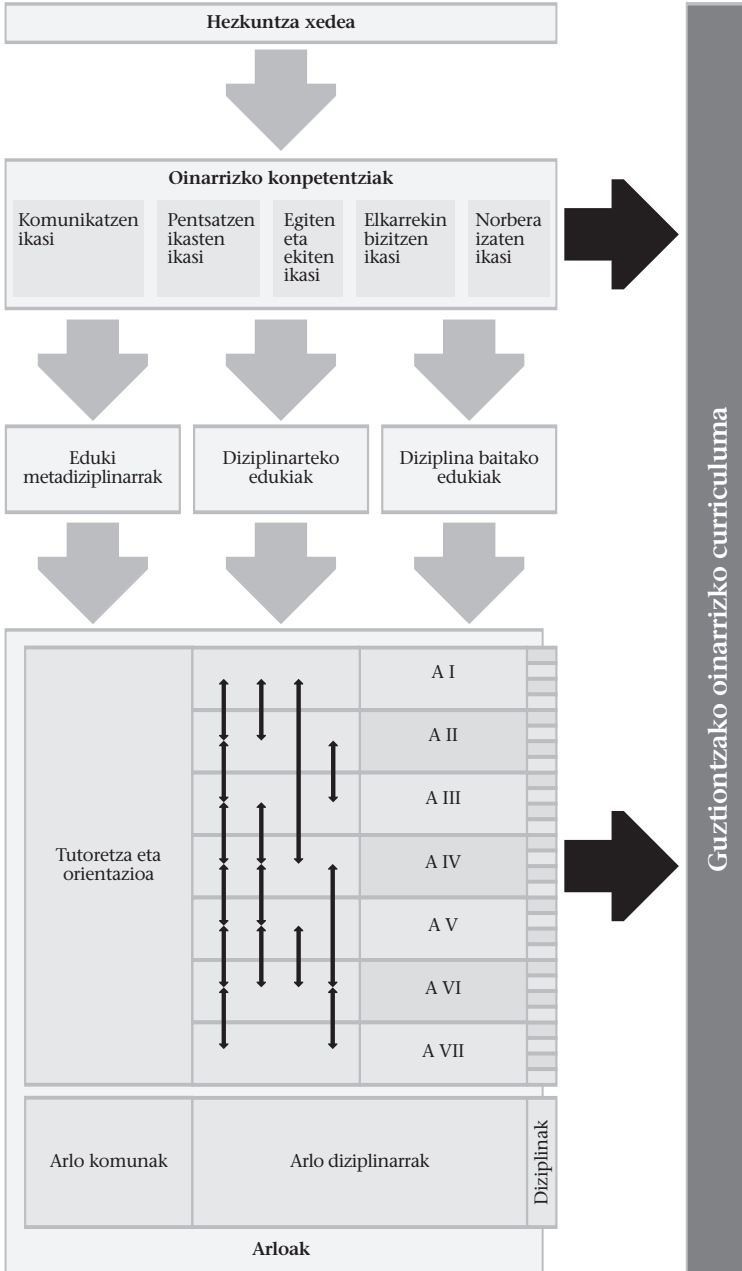 Hezkuntza xedea
Oinarrizko konpetentziak
Komunikatzen
ikasi
Pentsatzen
ikasten
ikasi
Egiten
eta
ekiten
ikasi
Elkarrekin
bizitzen
ikasi
Norbera
izaten
ikasi
Eduki
metadiziplinarrak
Diziplinarteko
edukiak
Diziplina baitako
edukiak
Tutoretza eta
orientazioa
A I
A II
A III
A IV
A V
A VI
A VII
Arlo komunak
Arlo diziplinarrak
Diziplinak
Arloak
Guztiontzako oinarrizko curriculuma